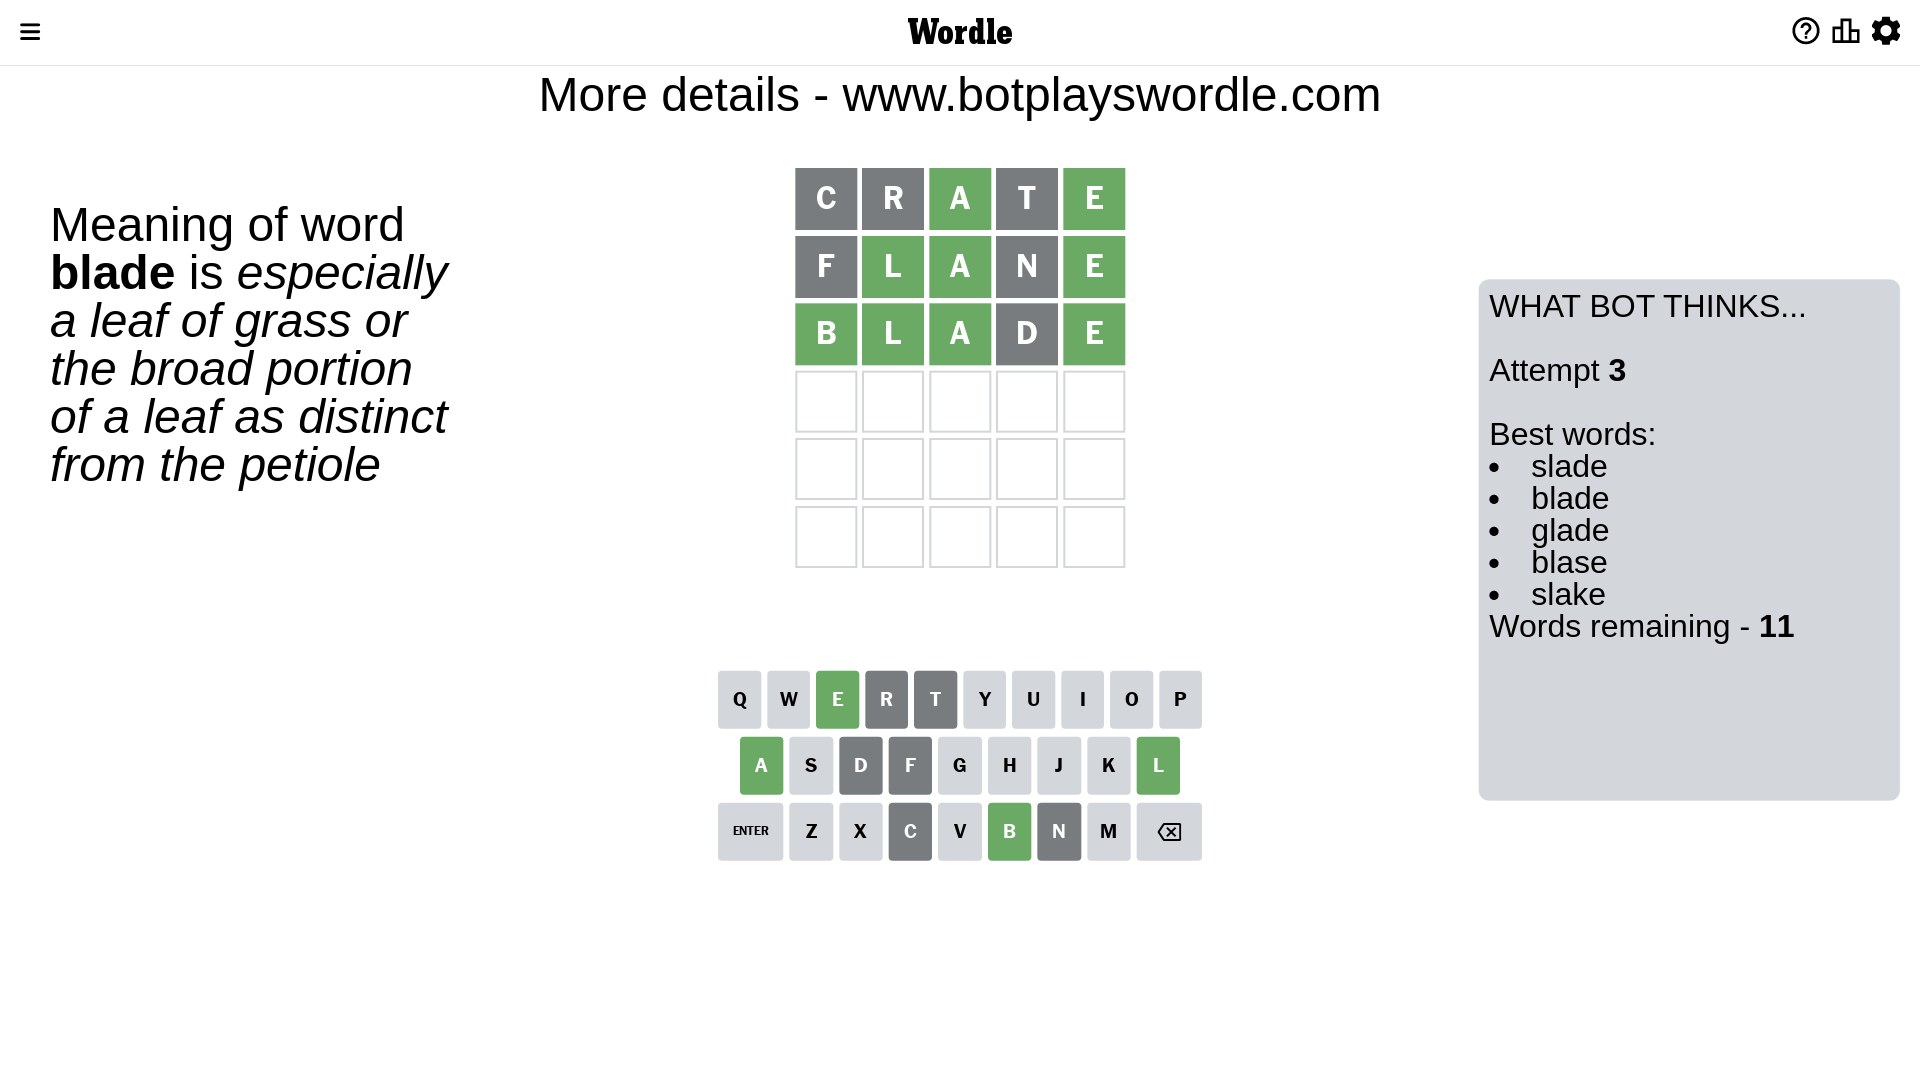 Wordle
More details - www.botplayswordle.com
Meaning of word
blade is especially
a leaf of grass or
the broad portion
of a leaf as distinct
from the petiole
C R A T E
F L A N E
B L A D E
WHAT BOT THINKS...
Attempt 3
Best words:
• slade
• blade
• glade
• blase
• slake
Words remaining - 11
Q W E R T Y U I O P
A S D F G H J K L
ENTER Z X C V B N M